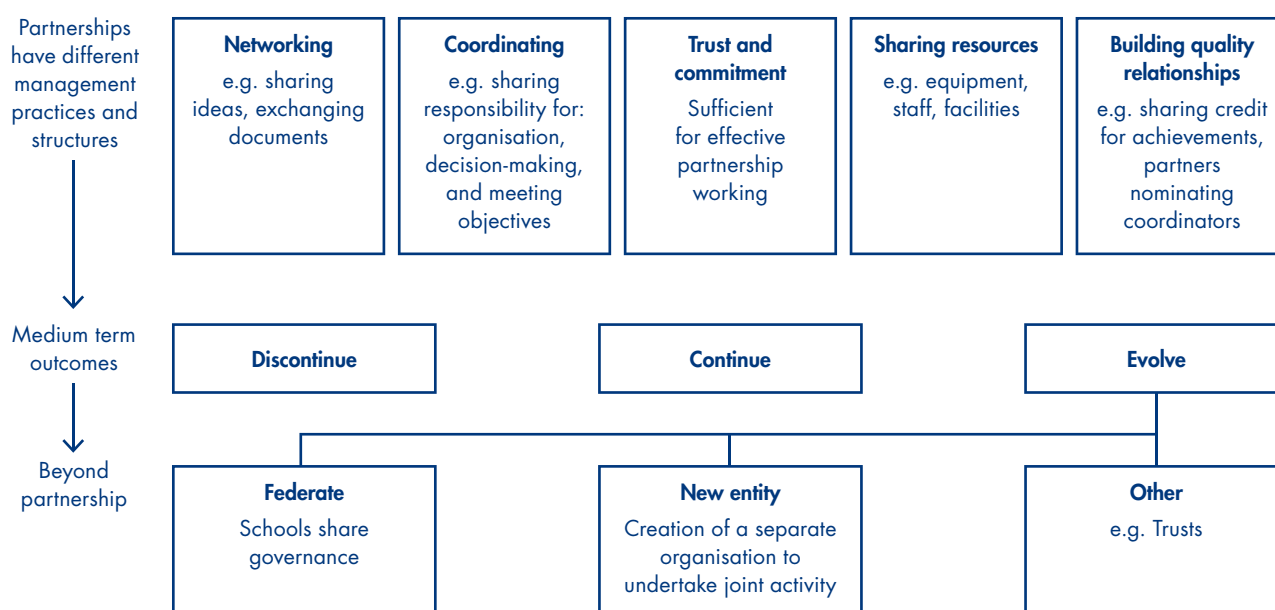 Partnerships
have different
management
practices and
structures
Networking
e.g. sharing
ideas, exchanging
documents
Coordinating
e.g. sharing
responsibility for:
organisation,
decision-making,
and meeting
objectives
Trust and
commitment
Sufficient
for effective
partnership
working
Sharing resources
e.g. equipment,
staff, facilities
Building quality
relationships
e.g. sharing credit
for achievements,
partners
nominating
coordinators
Medium term
outcomes
Discontinue
Continue
Evolve
Beyond
partnership
Federate
Schools share
governance
New entity
Creation of a separate
organisation to
undertake joint activity
Other
e.g. Trusts